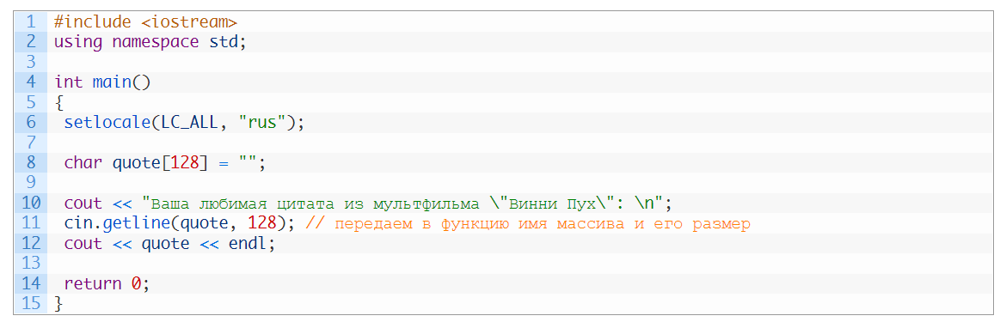 1 #include <iostream>
2 using namespace std;
3
4 int main()
5 {
6 setlocale(LC_ALL, "rus");
7
8 char quote[128] = "";
9
10 cout << "Ваша любимая цитата из мультфильма \"Винни Пух\": \n";
11 cin.getline(quote, 128); // передаем в функцию имя массива и его размер
12 cout << quote << endl;
13
14 return 0;
15 }